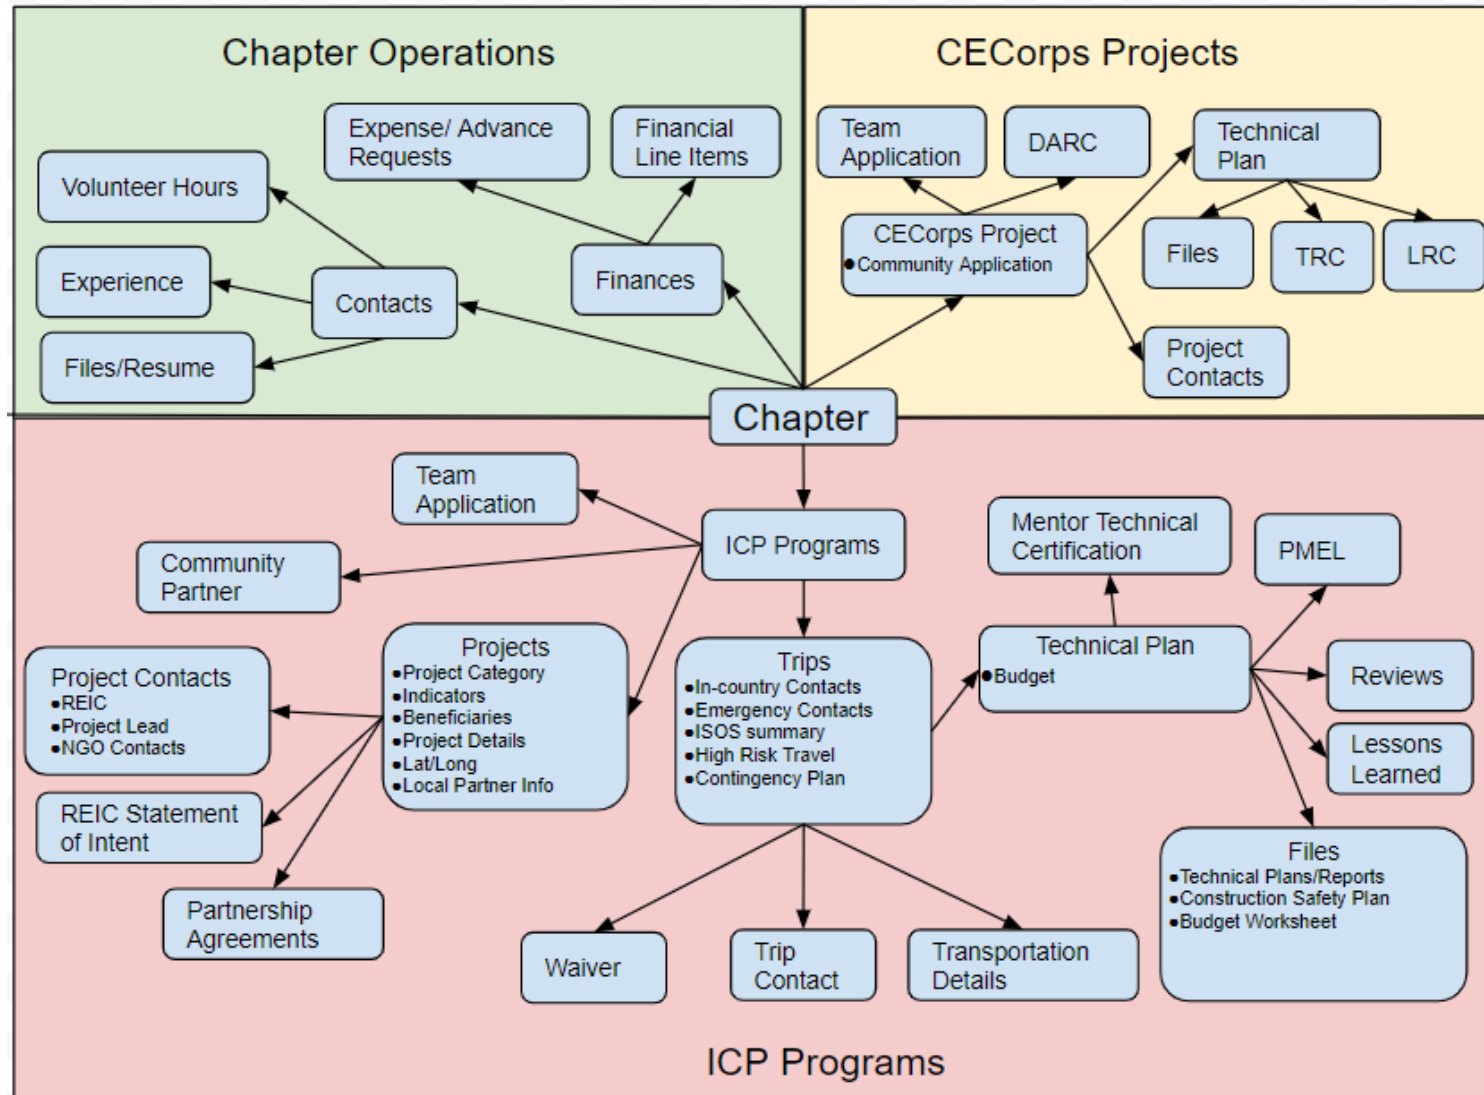 Chapter Operations
CECorps Projects
Expense/ Advance
Requests
Financial
Line Items
Volunteer Hours
Experience
Contacts
Finances
Files/Resume
Team
Application
DARC
Technical
Plan
CECorps Project
●Community Application
Files
TRC
LRC
Project
Contacts
Chapter
Team
Application
ICP Programs
Community
Partner
Mentor Technical
Certification
PMEL
Project Contacts
●REIC
●Project Lead
●NGO Contacts
Projects
●Project Category
●Indicators
●Beneficiaries
●Project Details
●Lat/Long
●Local Partner Info
Trips
●In-country Contacts
●Emergency Contacts
●ISOS summary
●High Risk Travel
●Contingency Plan
Technical Plan
●Budget
Reviews
Lessons
Learned
REIC Statement
of Intent
Partnership
Agreements
Files
●Technical Plans/Reports
●Construction Safety Plan
●Budget Worksheet
Waiver
Trip
Contact
Transportation
Details
ICP Programs